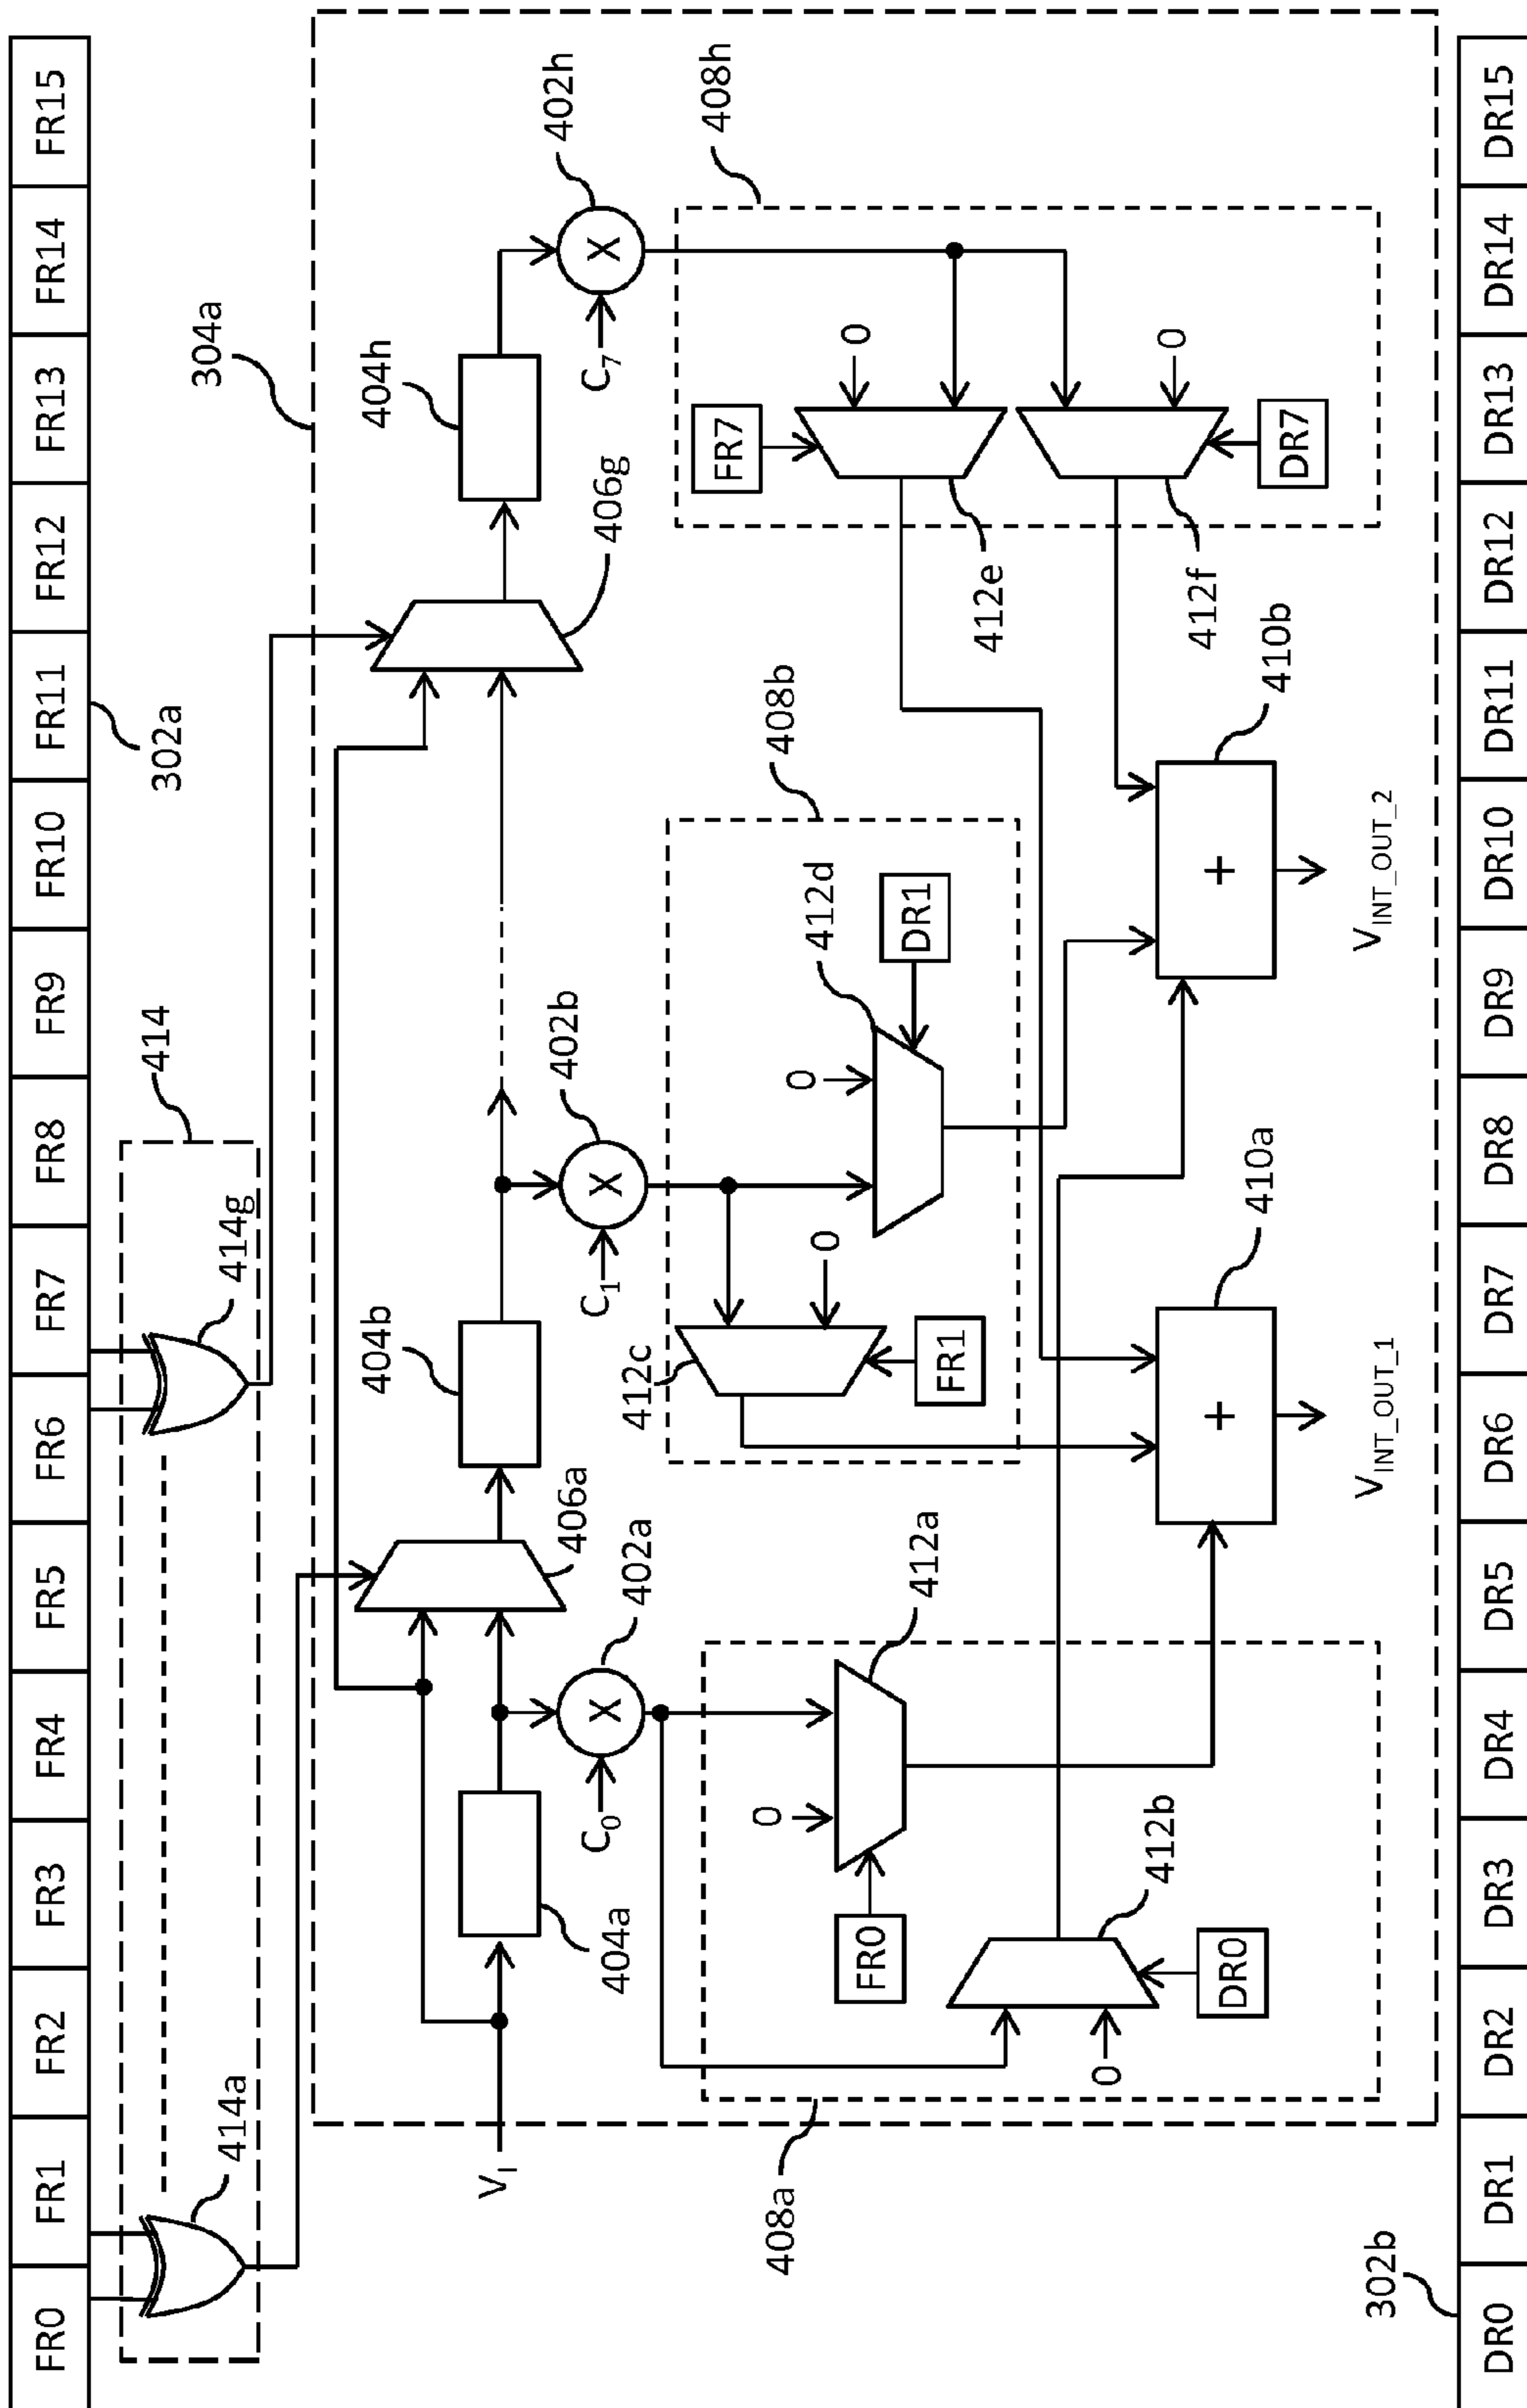 FR0 FR1 FR2 FR3 FR4 FR5 FR6 FR7 FR8 FR9 FR10 FR11 FR12 FR13 FR14 FR15
302a
414
414a
414g
304a
V_I
404a
406a
404b
406g
404h
C_0
X
402a
C_1
X
402b
C_7
X
402h
408a
0
FR0
412a
412b
0
DR0
408b
412c
0
FR1
0
412d
DR1
408h
FR7
0
412e
0
412f
DR7
+
410a
V_INT_OUT_1
+
410b
V_INT_OUT_2
302b
DR0 DR1 DR2 DR3 DR4 DR5 DR6 DR7 DR8 DR9 DR10 DR11 DR12 DR13 DR14 DR15